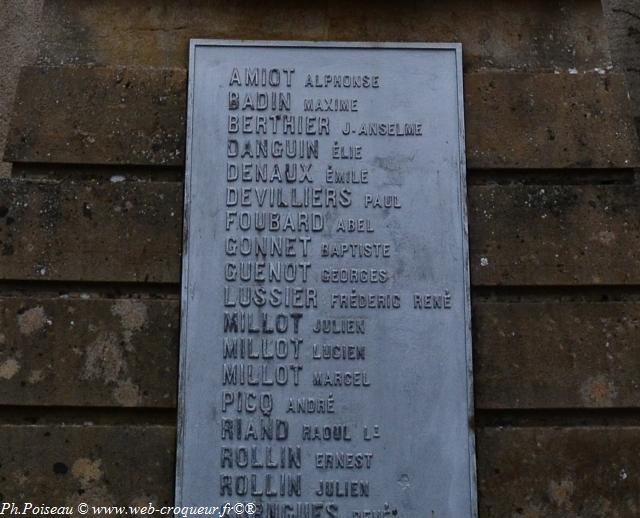 AMIOT ALPHONSE
BADIN MAXIME
BERTHIER J-ANSELME
DANGUIN ÉLIE
DENAUX ÉMILE
DEVILLIERS PAUL
FOUBARD ABEL
GONNET BAPTISTE
GUENOT GEORGES
LUSSIER FRÉDERIC RENÉ
MILLOT JULIEN
MILLOT LUCIEN
MILLOT MARCEL
PICQ ANDRÉ
RIAND RAOUL Lt
ROLLIN ERNEST
ROLLIN JULIEN
RENÉ
Ph.Poiseau © www-web-croqueur.fr©®